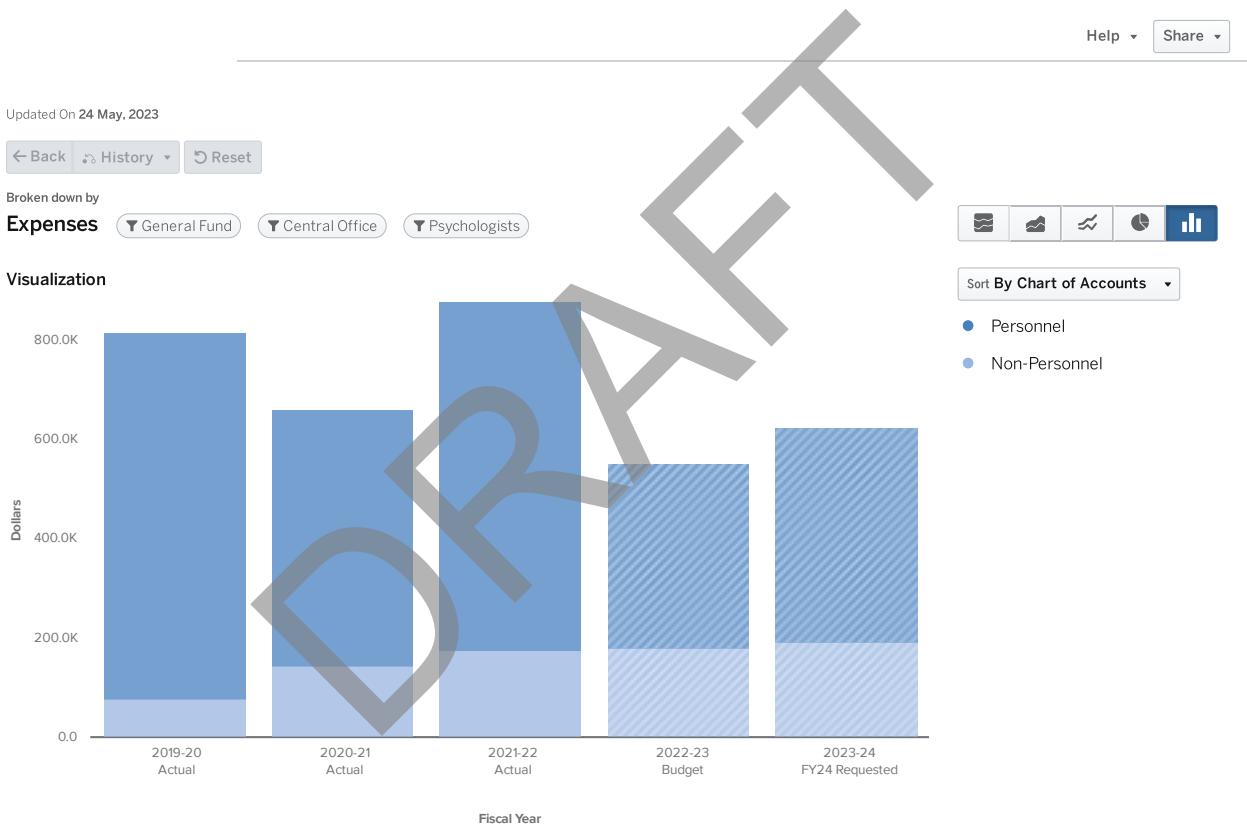 Help
Share
Updated On 24 May, 2023
Back
History
Reset
Broken down by
Expenses
General Fund
Central Office
Psychologists
Visualization
Sort By Chart of Accounts
Personnel
Non-Personnel
800.0K
600.0K
400.0K
200.0K
0.0
Dollars
2019-20
Actual
2020-21
Actual
2021-22
Actual
2022-23
Budget
2023-24
FY24 Requested
Fiscal Year
DRAFT